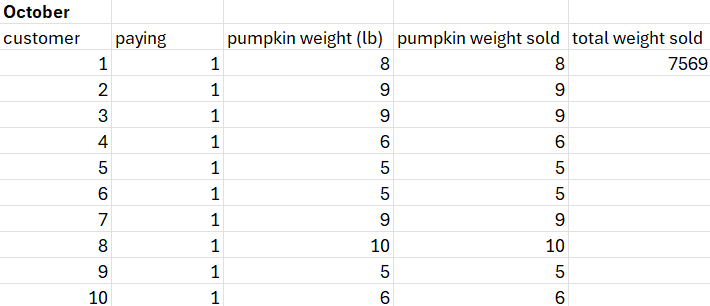 October
customer paying pumpkin weight (lb) pumpkin weight sold total weight sold
1 1 8 8 7569
2 1 9 9
3 1 9 9
4 1 6 6
5 1 5 5
6 1 5 5
7 1 9 9
8 1 10 10
9 1 5 5
10 1 6 6